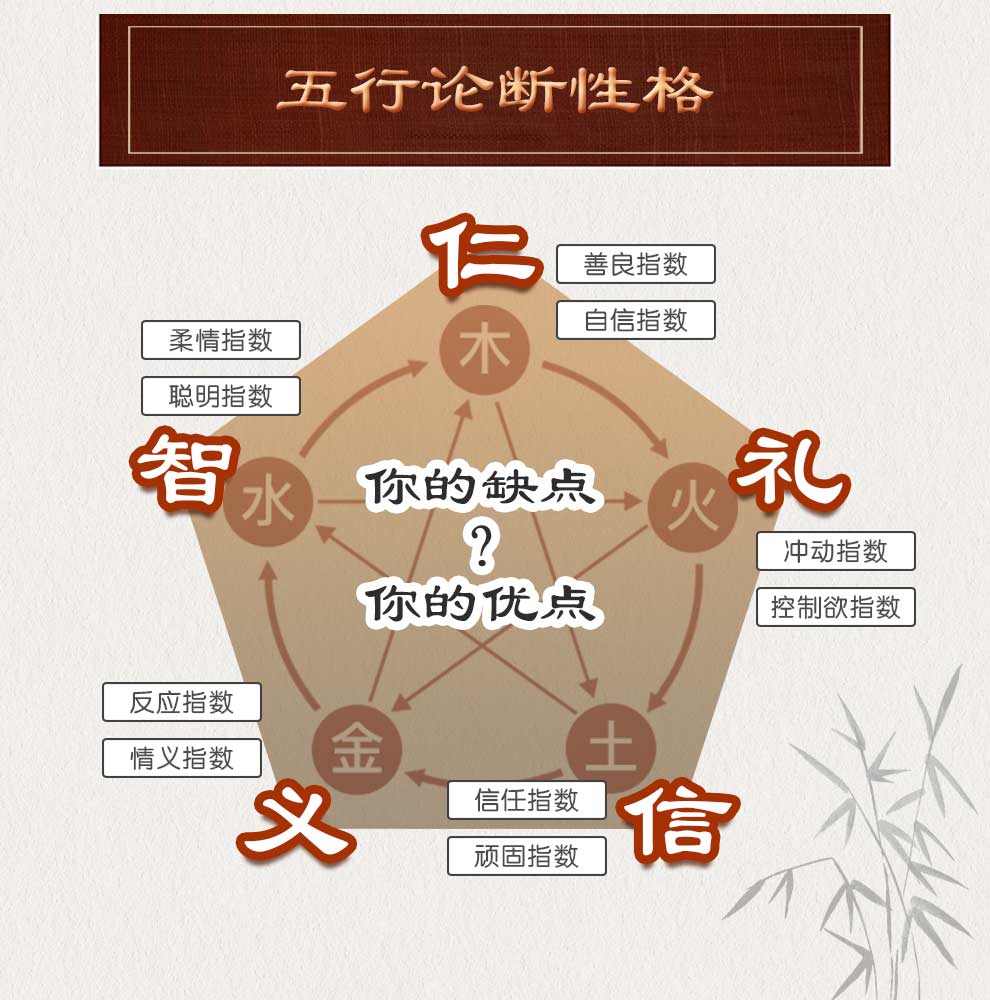 五行论断性格
仁
善良指数
自信指数
木
柔情指数
聪明指数
智
水
礼
火
冲动指数
控制欲指数
你的缺点
?
你的优点
反应指数
情义指数
金
义
土
信
信任指数
顽固指数